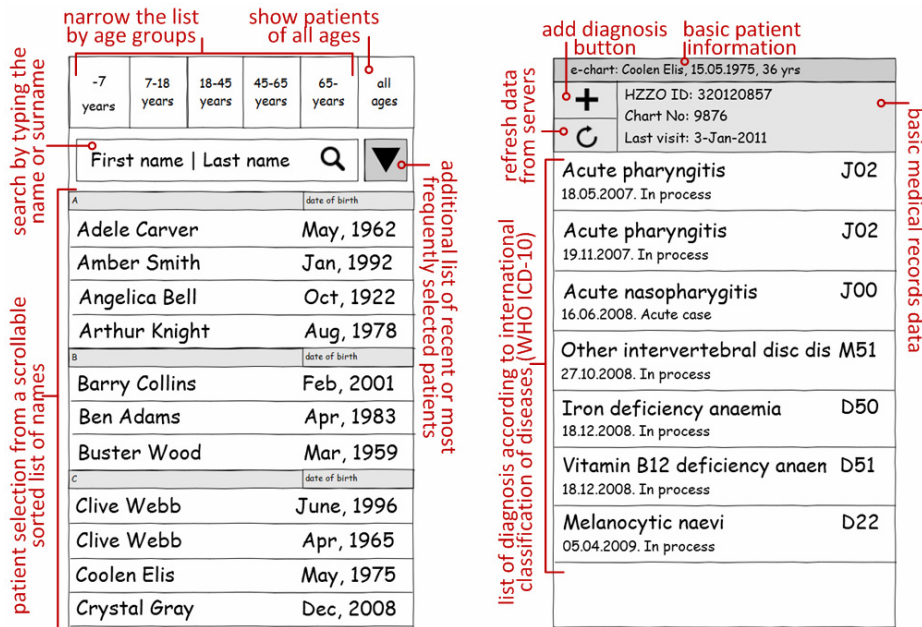 narrow the list
by age groups
show patients
of all ages
search by typing the
name or surname
-7
years
7-18
years
18-45
years
45-65
years
65-
years
all
ages
First name | Last name
additional list of recent or most
frequently selected patients
patient selection from a scrollable
sorted list of names
A date of birth
Adele Carver May, 1962
Amber Smith Jan, 1992
Angelica Bell Oct, 1922
Arthur Knight Aug, 1978
B date of birth
Barry Collins Feb, 2001
Ben Adams Apr, 1983
Buster Wood Mar, 1959
C date of birth
Clive Webb June, 1996
Clive Webb Apr, 1965
Coolen Elis May, 1975
Crystal Gray Dec, 2008
add diagnosis
button
basic patient
information
refresh data
from servers
basic medical records data
e-chart: Coolen Elis, 15.05.1975, 36 yrs
HZZO ID: 320120857
Chart No: 9876
Last visit: 3-Jan-2011
list of diagnosis according to international
classification of diseases (WHO ICD-10)
Acute pharyngitis J02
18.05.2007. In process
Acute pharyngitis J02
19.11.2007. In process
Acute nasopharygitis J00
16.06.2008. Acute case
Other intervertebral disc dis M51
27.10.2008. In process
Iron deficiency anaemia D50
18.12.2008. In process
Vitamin B12 deficiency anaen D51
18.12.2008. In process
Melanocytic naevi D22
05.04.2009. In process